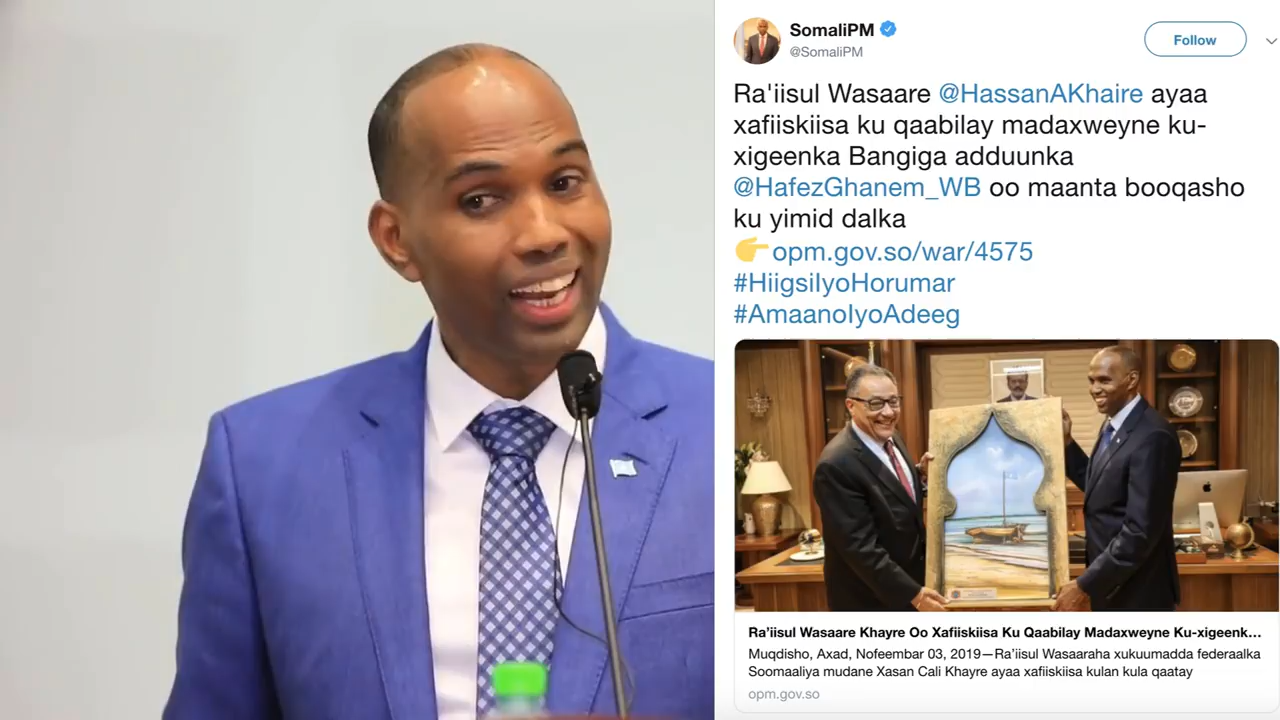 SomaliPM
@SomaliPM
Follow
Ra'iisul Wasaare @HassanAKhaire ayaa
xafiiskiisa ku qaabilay madaxweyne ku-
xigeenka Bangiga adduunka
@HafezGhanem_WB oo maanta booqasho
ku yimid dalka
👉opm.gov.so/war/4575
#HiigsiIyoHorumar
#AmaanoIyoAdeeg
Ra’iisul Wasaare Khayre Oo Xafiiskiisa Ku Qaabilay Madaxweyne Ku-xigeenk...
Muqdisho, Axad, Nofeembar 03, 2019—Ra’iisul Wasaaraha xukuumadda federaalka
Soomaaliya mudane Xasan Cali Khayre ayaa xafiiskiisa kulan kula qaatay
opm.gov.so